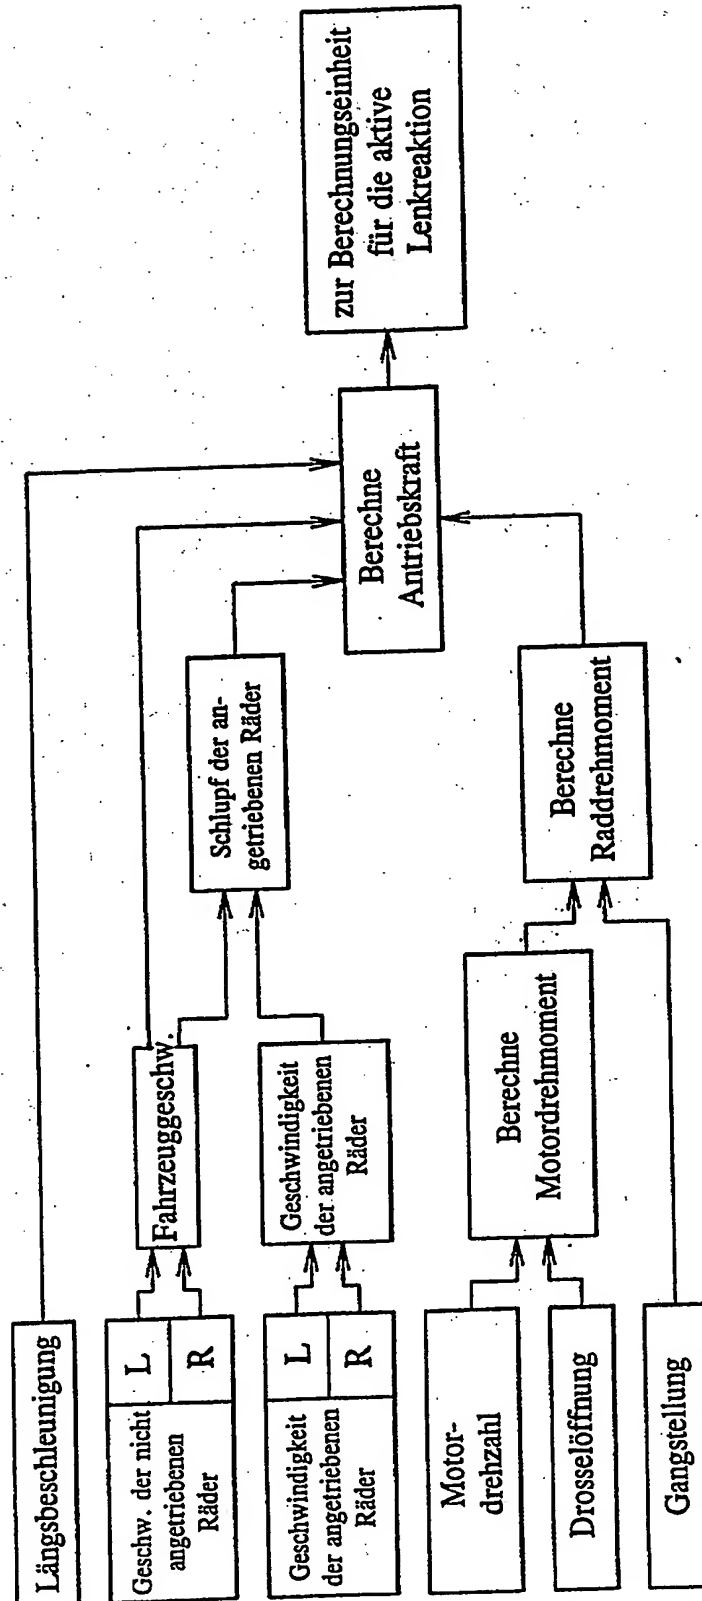 Längsbeschleunigung
Geschw. der nicht
angetriebenen
Räder
L
R
Geschwindigkeit
der angetriebenen
Räder
L
R
Motor-
drehzahl
Drosselöffnung
Gangstellung
Fahrzeuggeschw.
Geschwindigkeit
der angetriebenen
Räder
Berechne
Motordrehmoment
Schlupf der an-
getriebenen Räder
Berechne
Raddrehmoment
Berechne
Antriebskraft
zur Berechnungseinheit
für die aktive
Lenkreaktion